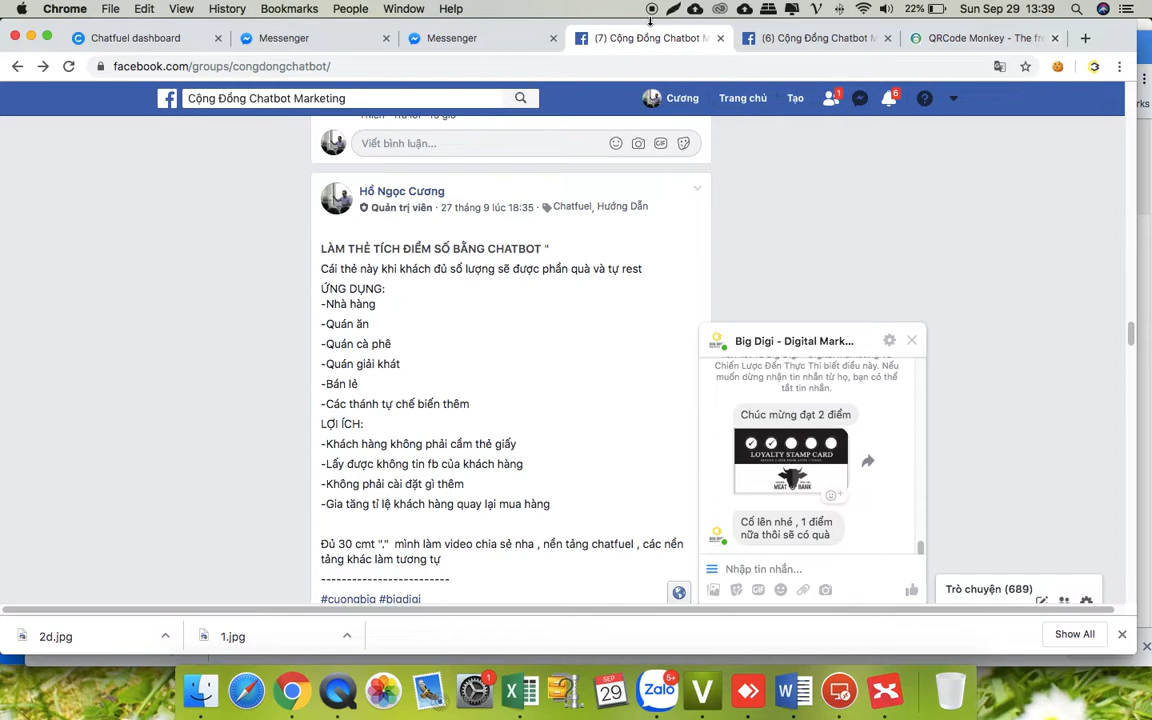 Chrome File Edit View History Bookmarks People Window Help 22% Sun Sep 29 13:39
Chatfuel dashboard Messenger Messenger (7) Cộng Đồng Chatbot M (6) Cộng Đồng Chatbot M QRCode Monkey - The fr
facebook.com/groups/congdongchatbot/
Cộng Đồng Chatbot Marketing Cương Trang chủ Tạo 1 6
Viết bình luận...
Hồ Ngọc Cương
Quản trị viên · 27 tháng 9 lúc 18:35 · Chatfuel, Hướng Dẫn
LÀM THẺ TÍCH ĐIỂM SỐ BẰNG CHATBOT "
Cái thẻ này khi khách đủ số lượng sẽ được phần quà và tự rest
ỨNG DỤNG:
-Nhà hàng
-Quán ăn
-Quán cà phê
-Quán giải khát
-Bán lẻ
-Các thánh tự chế biến thêm
LỢI ÍCH:
-Khách hàng không phải cầm thẻ giấy
-Lấy được không tin fb của khách hàng
-Không phải cài đặt gì thêm
-Gia tăng tỉ lệ khách hàng quay lại mua hàng
Đủ 30 cmt "." mình làm video chia sẻ nha , nền tảng chatfuel , các nền
tảng khác làm tương tự
-------------------------
#cuongbig #bigdigi
Big Digi - Digital Mark...
Chiến Lược Đến Thực Thi biết điều này. Nếu
muốn dừng nhận tin nhắn từ họ, bạn có thể
tắt tin nhắn.
Chúc mừng đạt 2 điểm
LOYALTY STAMP CARD
MEAT BANK
Cố lên nhé , 1 điểm
nữa thôi sẽ có quà
Nhập tin nhắn...
GIF
Trò chuyện (689)
2d.jpg 1.jpg Show All
1 SEP 29 Zalo 5+